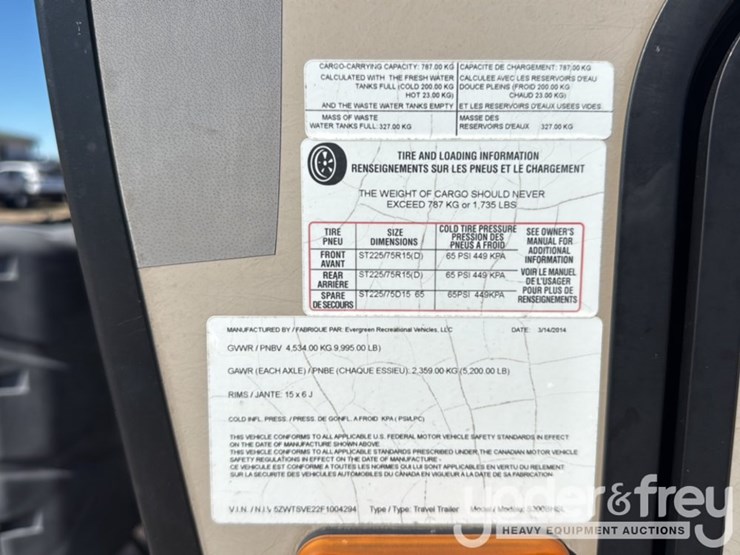 CARGO-CARRYING CAPACITY: 787.00 KG
CALCULATED WITH THE FRESH WATER
TANKS FULL (COLD 200.00 KG
HOT 23.00 KG)
AND THE WASTE WATER TANKS EMPTY
MASS OF WASTE
WATER TANKS FULL: 327.00 KG
CAPACITE DE CHARGEMENT: 787.00 KG
CALCULEE AVEC LES RESERVOIRS D'EAU
DOUCE PLEINS (FROID 200.00 KG
CHAUD 23.00 KG)
ET LES RESERVOIRS D'EAUX USEES VIDES.
MASSE DES
RESERVOIRS D'EAUX 327.00 KG
TIRE AND LOADING INFORMATION
RENSEIGNEMENTS SUR LES PNEUS ET LE CHARGEMENT
THE WEIGHT OF CARGO SHOULD NEVER
EXCEED 787 KG or 1,735 LBS
TIRE
PNEU
SIZE
DIMENSIONS
COLD TIRE PRESSURE
PRESSION DES
PNEUS À FROID
FRONT
AVANT
ST225/75R15(D)
65 PSI 449 KPA
REAR
ARRIÈRE
ST225/75R15(D)
65 PSI 449 KPA
SPARE
DE SECOURS
ST225/75D15 65
65PSI 449KPA
SEE OWNER'S
MANUAL FOR
ADDITIONAL
INFORMATION
VOIR LE MANUEL
DE L'USAGER
POUR PLUS DE
RENSEIGNEMENTS
MANUFACTURED BY / FABRIQUE PAR: Evergreen Recreational Vehicles, LLC DATE: 3/14/2014
GVWR / PNBV 4,534.00 KG 9,995.00 LB)
GAWR (EACH AXLE) / PNBE (CHAQUE ESSIEU): 2,359.00 KG (5,200.00 LB)
RIMS / JANTE: 15 x 6 J
COLD INFL. PRESS. / PRESS. DE GONFL. A FROID KPA ( PSI/LPC)
THIS VEHICLE CONFORMS TO ALL APPLICABLE U.S. FEDERAL MOTOR VEHICLE SAFETY STANDARDS IN EFFECT
ON THE DATE OF MANUFACTURE SHOWN ABOVE
THIS VEHICLE CONFORMS TO ALL APPLICABLE STANDARDS PRESCRIBED UNDER THE CANADIAN MOTOR VEHICLE
SAFETY REGULATIONS IN EFFECT ON THE DATE OF MANUFACTURE
CE VEHICULE EST CONFORME A TOUTES LES NORMES QUI LUI SONT APPLICABLES EN VERTU DU RELEMENT
SUR LA SECURITE DES VEHICULES AUTOMOBILES DU CANADA EN VIGUEUR A LA DATE DE SA FABRICATION.
V.I.N. / N.I.V 5ZWTSVE22F1004294 Type / Type: Travel Trailer Model / Modele:
yoder&frey
HEAVY EQUIPMENT AUCTIONS